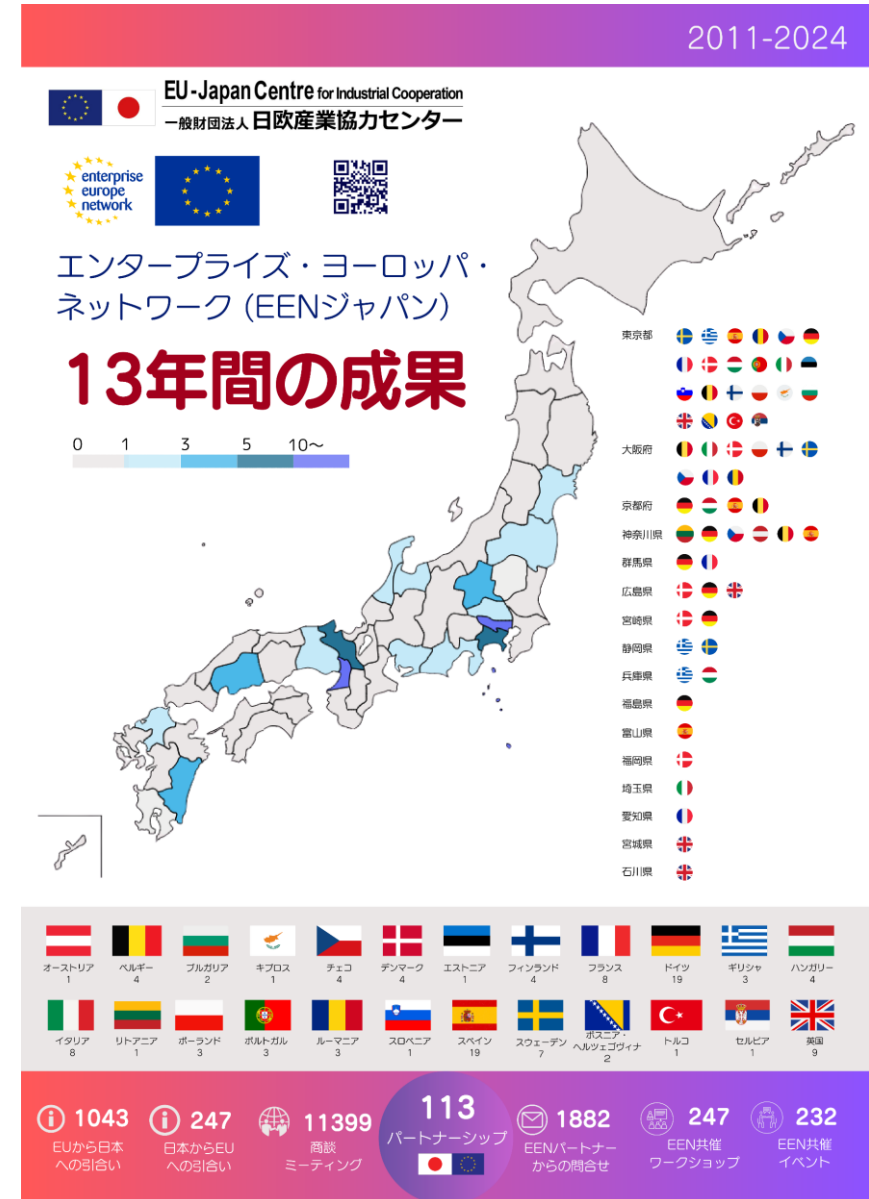 2011-2024
EU-Japan Centre for Industrial Cooperation
一般財団法人日欧産業協力センター
enterprise
europe
network
エンタープライズ・ヨーロッパ・
ネットワーク (EENジャパン)
13年間の成果
0 1 3 5 10〜
東京都
大阪府
京都府
神奈川県
群馬県
広島県
宮崎県
静岡県
兵庫県
福島県
富山県
福岡県
埼玉県
愛知県
宮城県
石川県
オーストリア
1
ベルギー
4
ブルガリア
2
キプロス
1
チェコ
4
デンマーク
4
エストニア
1
フィンランド
4
フランス
8
ドイツ
19
ギリシャ
3
ハンガリー
4
イタリア
8
リトアニア
1
ポーランド
3
ポルトガル
3
ルーマニア
3
スロベニア
1
スペイン
19
スウェーデン
7
ボスニア・
ヘルツェゴヴィナ
2
トルコ
1
セルビア
1
英国
9
1043
EUから日本
への引合い
247
日本からEU
への引合い
11399
商談
ミーティング
113
パートナーシップ
1882
EENパートナー
からの問合せ
247
EEN共催
ワークショップ
232
EEN共催
イベント